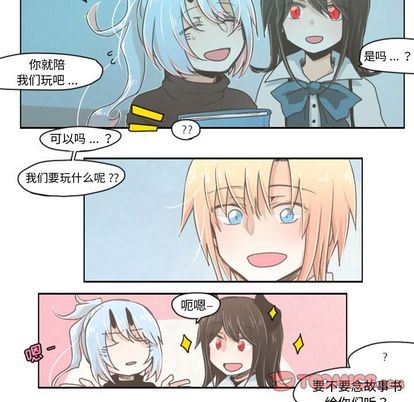 你就陪
我们玩吧 ...
是吗 ... ？
??
可以吗 ... ？
我们要玩什么呢 ??
呃嗯~
嗯~
?
要不要念故事书
给你们听？